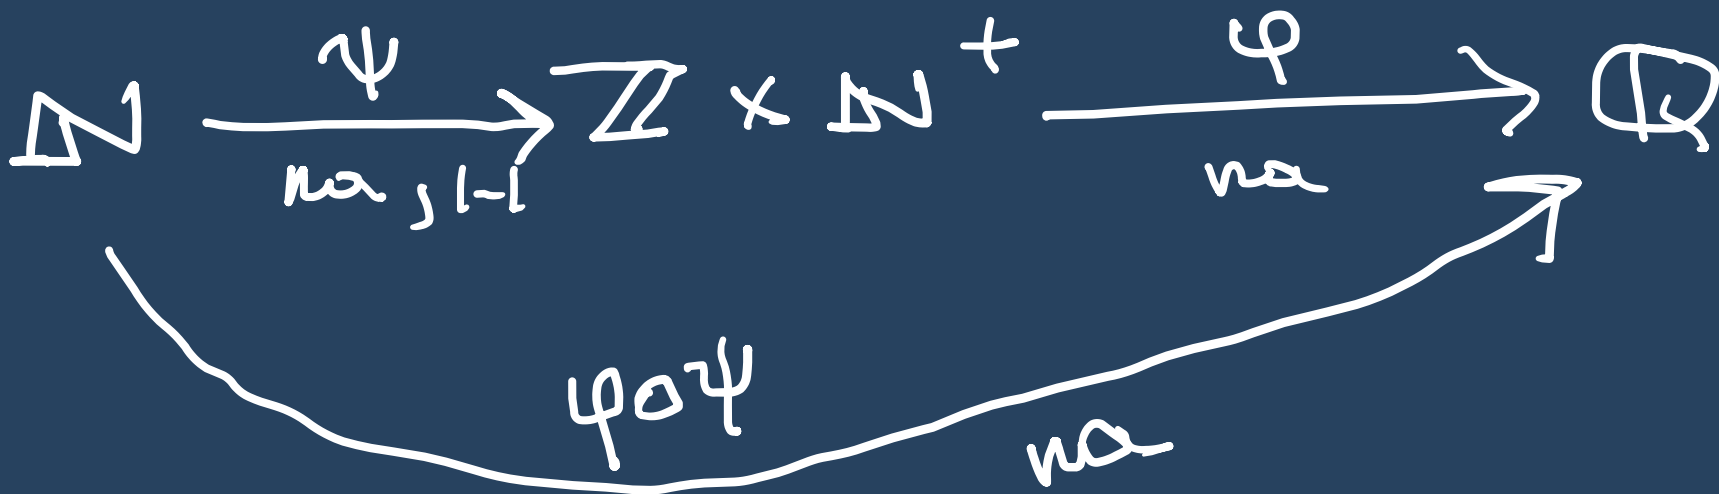 ψ φ
ℕ → ℤ × ℕ⁺ → ℚ
na, 1-1 na
φ∘ψ
na